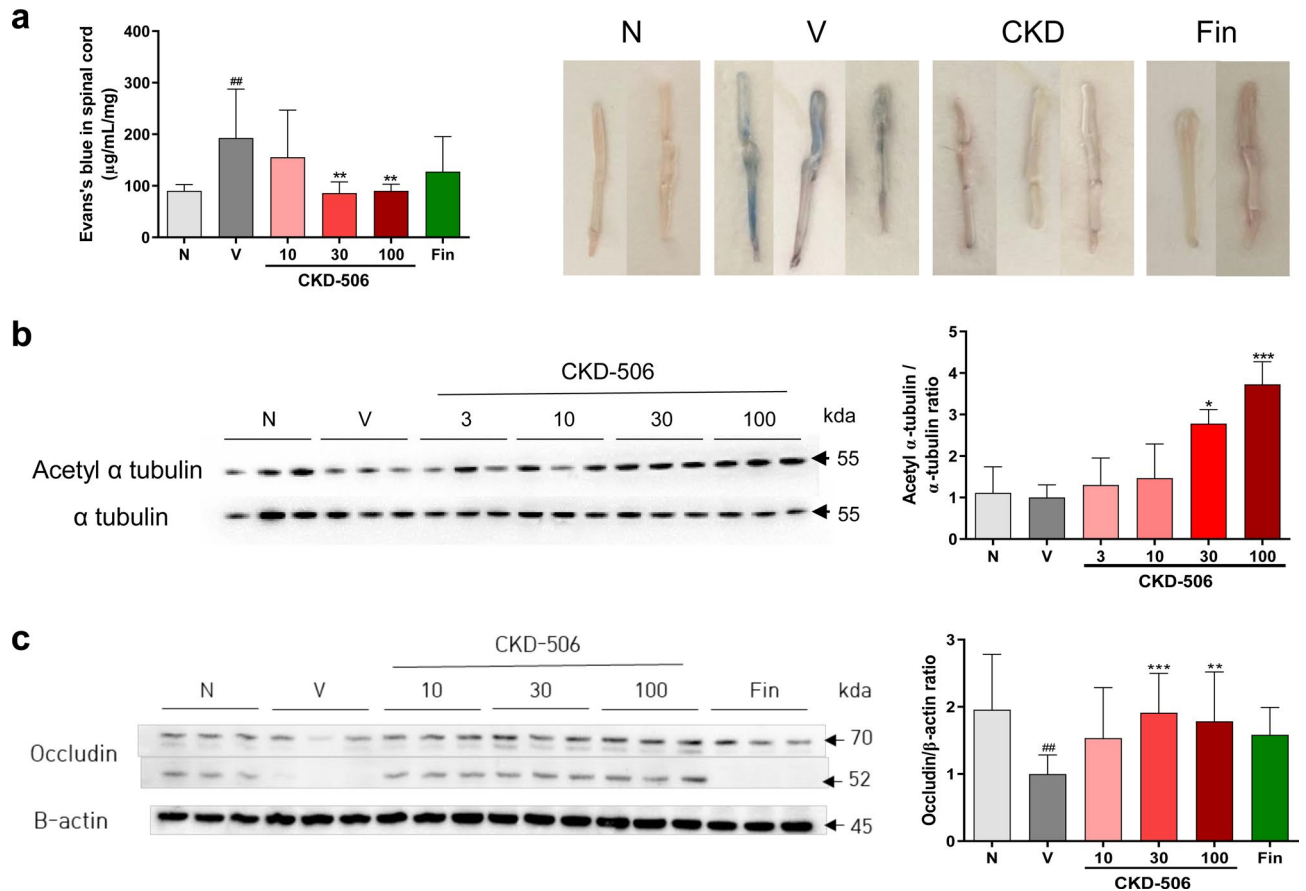 a
Evans's blue in spinal cord
(μg/mL/mg)
400
300
200
100
0
##
**
**
N
V
10
30
100
Fin
CKD-506
N
V
CKD
Fin
b
CKD-506
N
V
3
10
30
100
kda
Acetyl α tubulin
55
α tubulin
55
Acetyl α-tubulin /
α-tubulin ratio
5
4
3
2
1
0
*
***
N
V
3
10
30
100
CKD-506
c
CKD-506
N
V
10
30
100
Fin
kda
Occludin
70
52
B-actin
45
Occludin/β-actin ratio
3
2
1
0
##
***
**
N
V
10
30
100
Fin
CKD-506